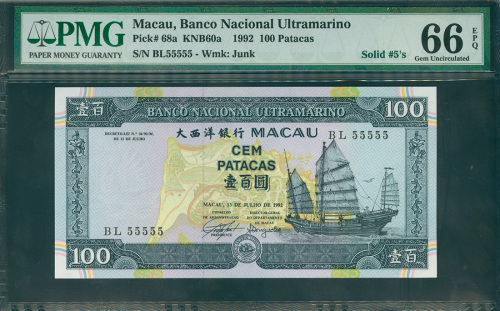 PMG
PAPER MONEY GUARANTY
Macau, Banco Nacional Ultramarino
Pick# 68a KNB60a 1992 100 Patacas
S/N BL55555 - Wmk: Junk
Solid #5's
66
EPQ
Gem Uncirculated
壹百
BANCO NACIONAL ULTRAMARINO
100
大西洋銀行 MACAU
BL 55555
CEM
PATACAS
壹百圓
MACAU, 13 DE JULHO DE 1992
BL 55555
100
壹百